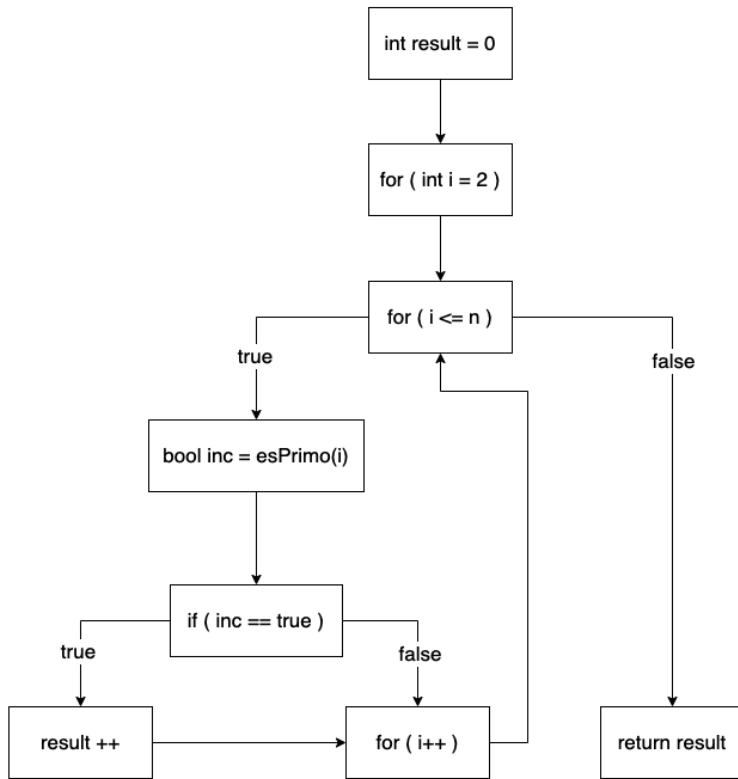 int result = 0
for ( int i = 2 )
for ( i <= n )
true
false
bool inc = esPrimo(i)
if ( inc == true )
true
false
result ++
for ( i++ )
return result